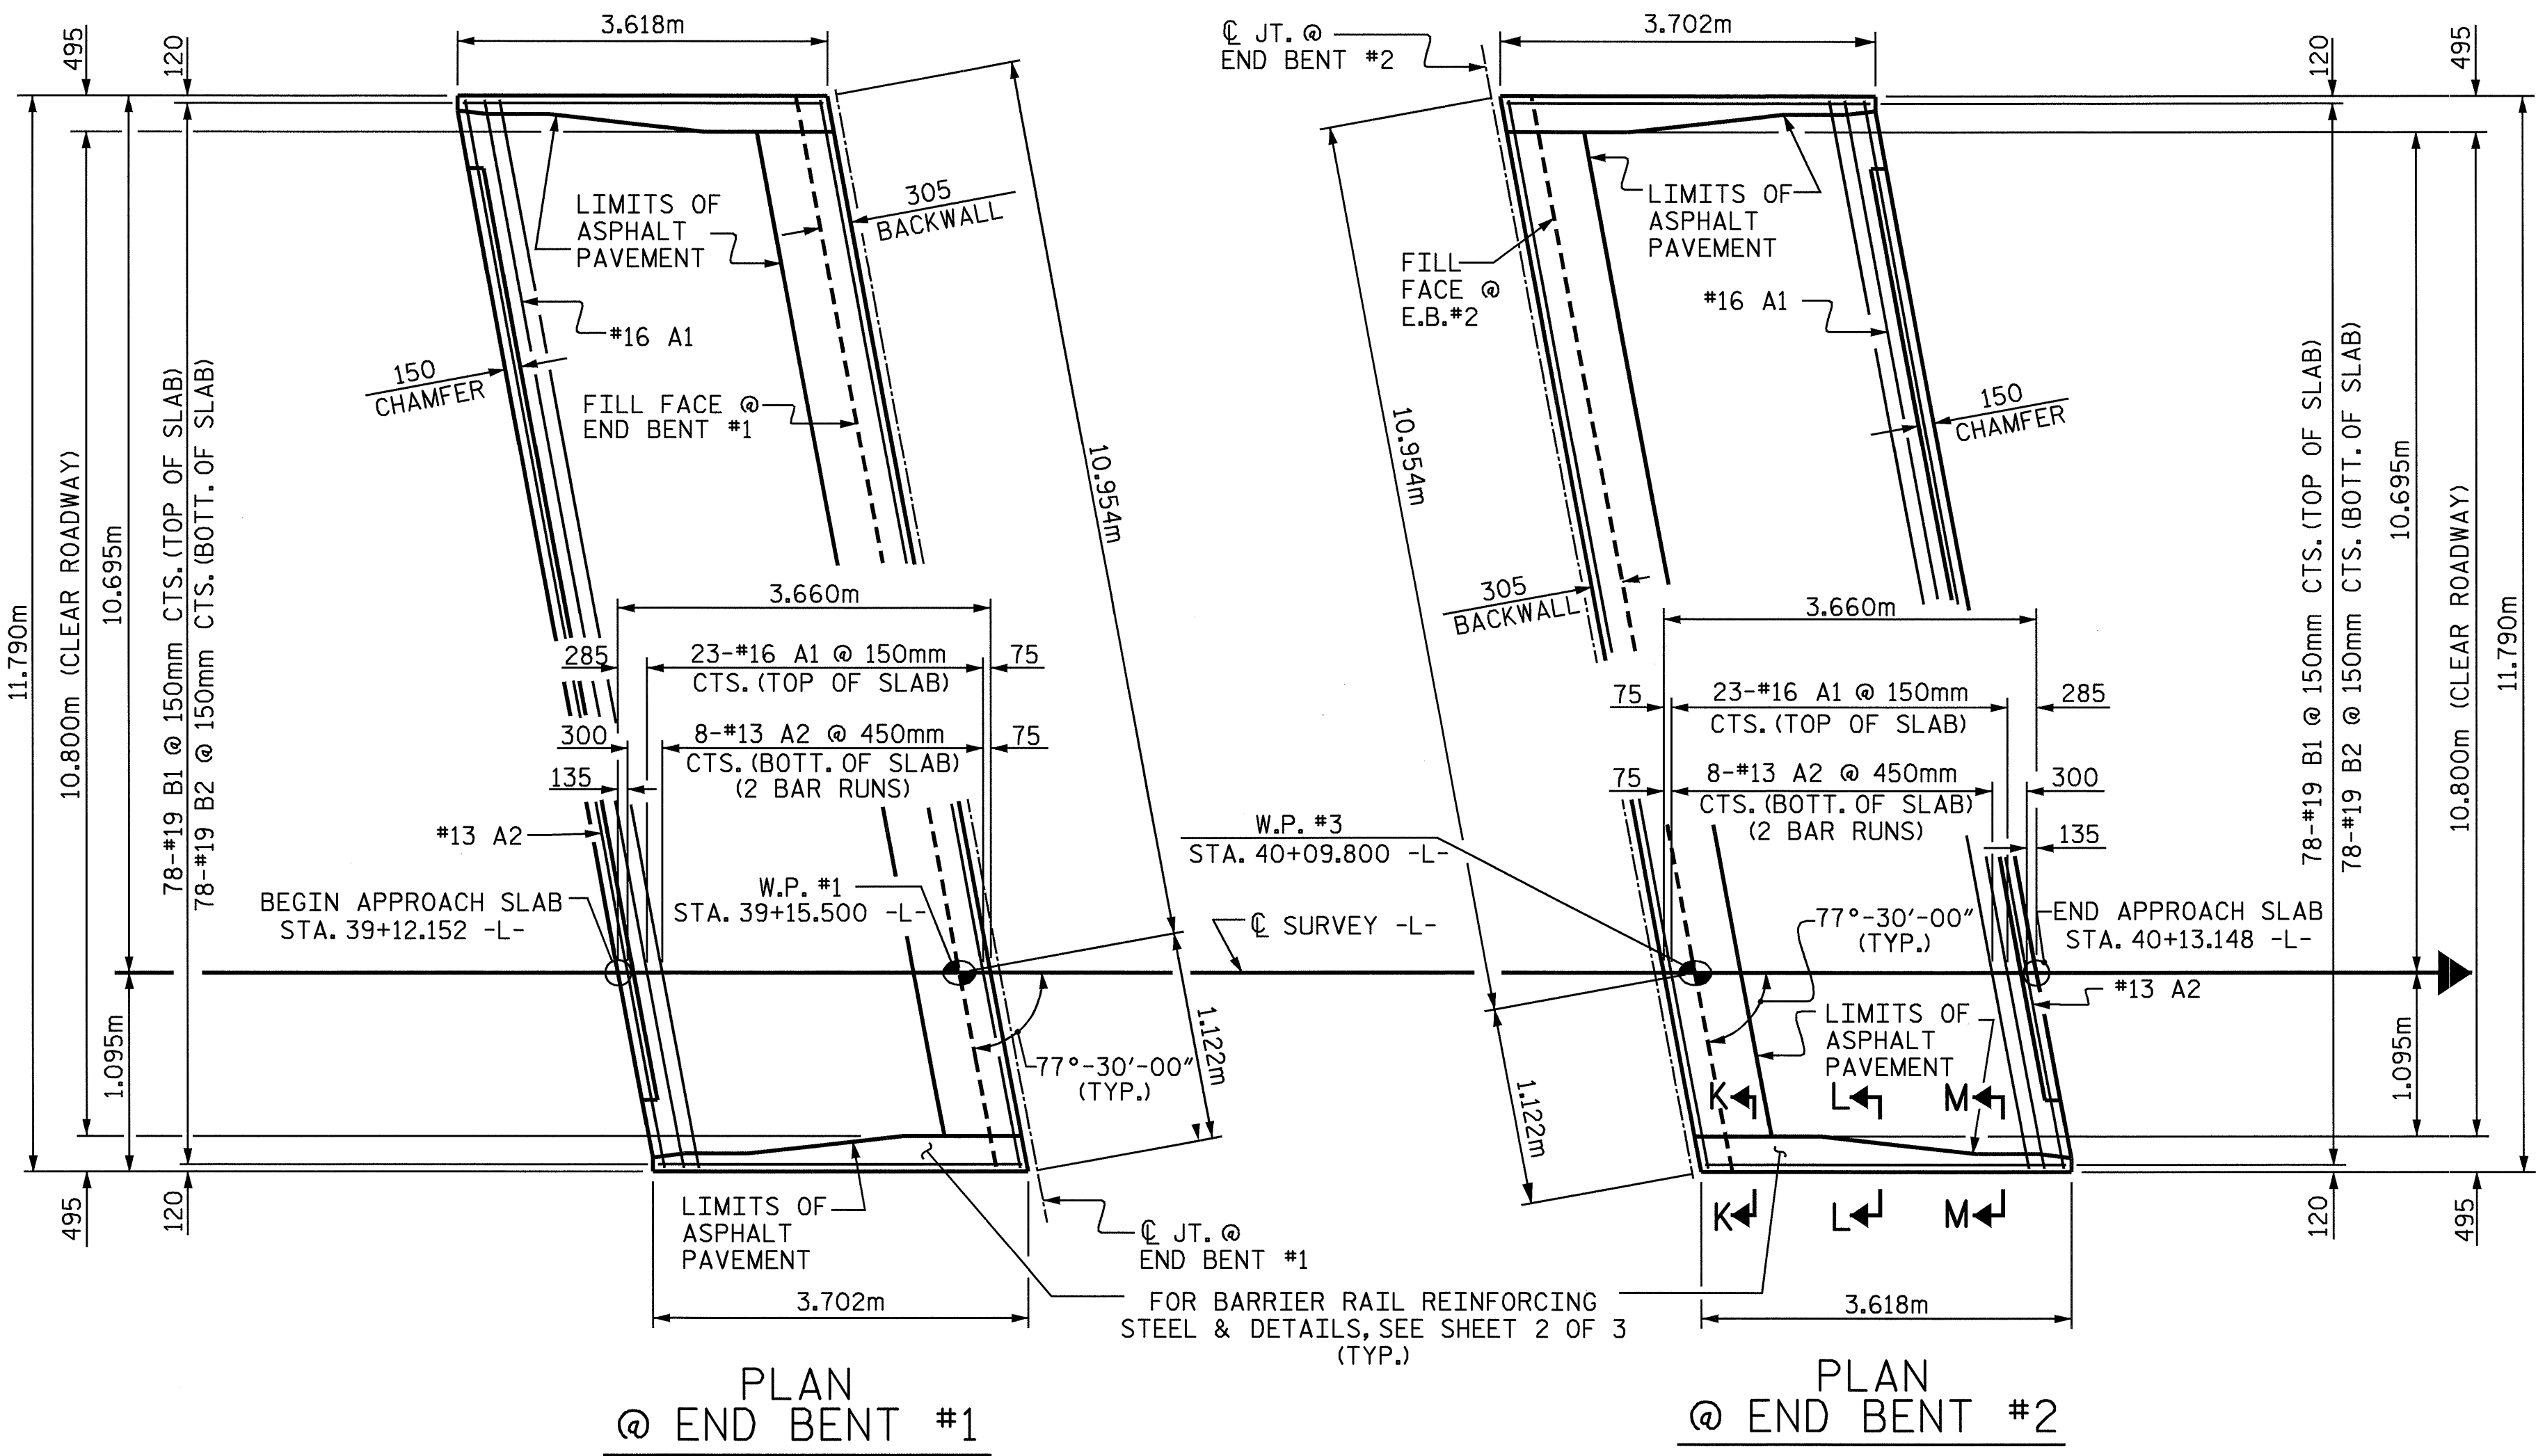 3.618m
495
120
11.790m
10.800m (CLEAR ROADWAY)
10.695m
78-#19 B1 @ 150mm CTS. (TOP OF SLAB)
78-#19 B2 @ 150mm CTS. (BOTT. OF SLAB)
1.095m
495
120
LIMITS OF
ASPHALT
PAVEMENT
305
BACKWALL
#16 A1
150
CHAMFER
FILL FACE @
END BENT #1
10.954m
3.660m
285
23-#16 A1 @ 150mm
CTS. (TOP OF SLAB)
75
300
8-#13 A2 @ 450mm
CTS. (BOTT. OF SLAB)
(2 BAR RUNS)
75
135
#13 A2
BEGIN APPROACH SLAB
STA. 39+12.152 -L-
W.P. #1
STA. 39+15.500 -L-
77°-30'-00"
(TYP.)
1.122m
LIMITS OF
ASPHALT
PAVEMENT
℄ JT. @
END BENT #1
3.702m
PLAN
@ END BENT #1
℄ SURVEY -L-
FOR BARRIER RAIL REINFORCING
STEEL & DETAILS, SEE SHEET 2 OF 3
(TYP.)
℄ JT. @
END BENT #2
3.702m
120
495
LIMITS OF
ASPHALT
PAVEMENT
FILL
FACE @
E.B.#2
#16 A1
150
CHAMFER
10.954m
305
BACKWALL
3.660m
75
23-#16 A1 @ 150mm
CTS. (TOP OF SLAB)
285
75
8-#13 A2 @ 450mm
CTS. (BOTT. OF SLAB)
(2 BAR RUNS)
300
135
W.P. #3
STA. 40+09.800 -L-
77°-30'-00"
(TYP.)
END APPROACH SLAB
STA. 40+13.148 -L-
#13 A2
LIMITS OF
ASPHALT
PAVEMENT
1.122m
K L M
K L M
3.618m
78-#19 B1 @ 150mm CTS. (TOP OF SLAB)
78-#19 B2 @ 150mm CTS. (BOTT. OF SLAB)
10.695m
10.800m (CLEAR ROADWAY)
11.790m
1.095m
120
495
PLAN
@ END BENT #2